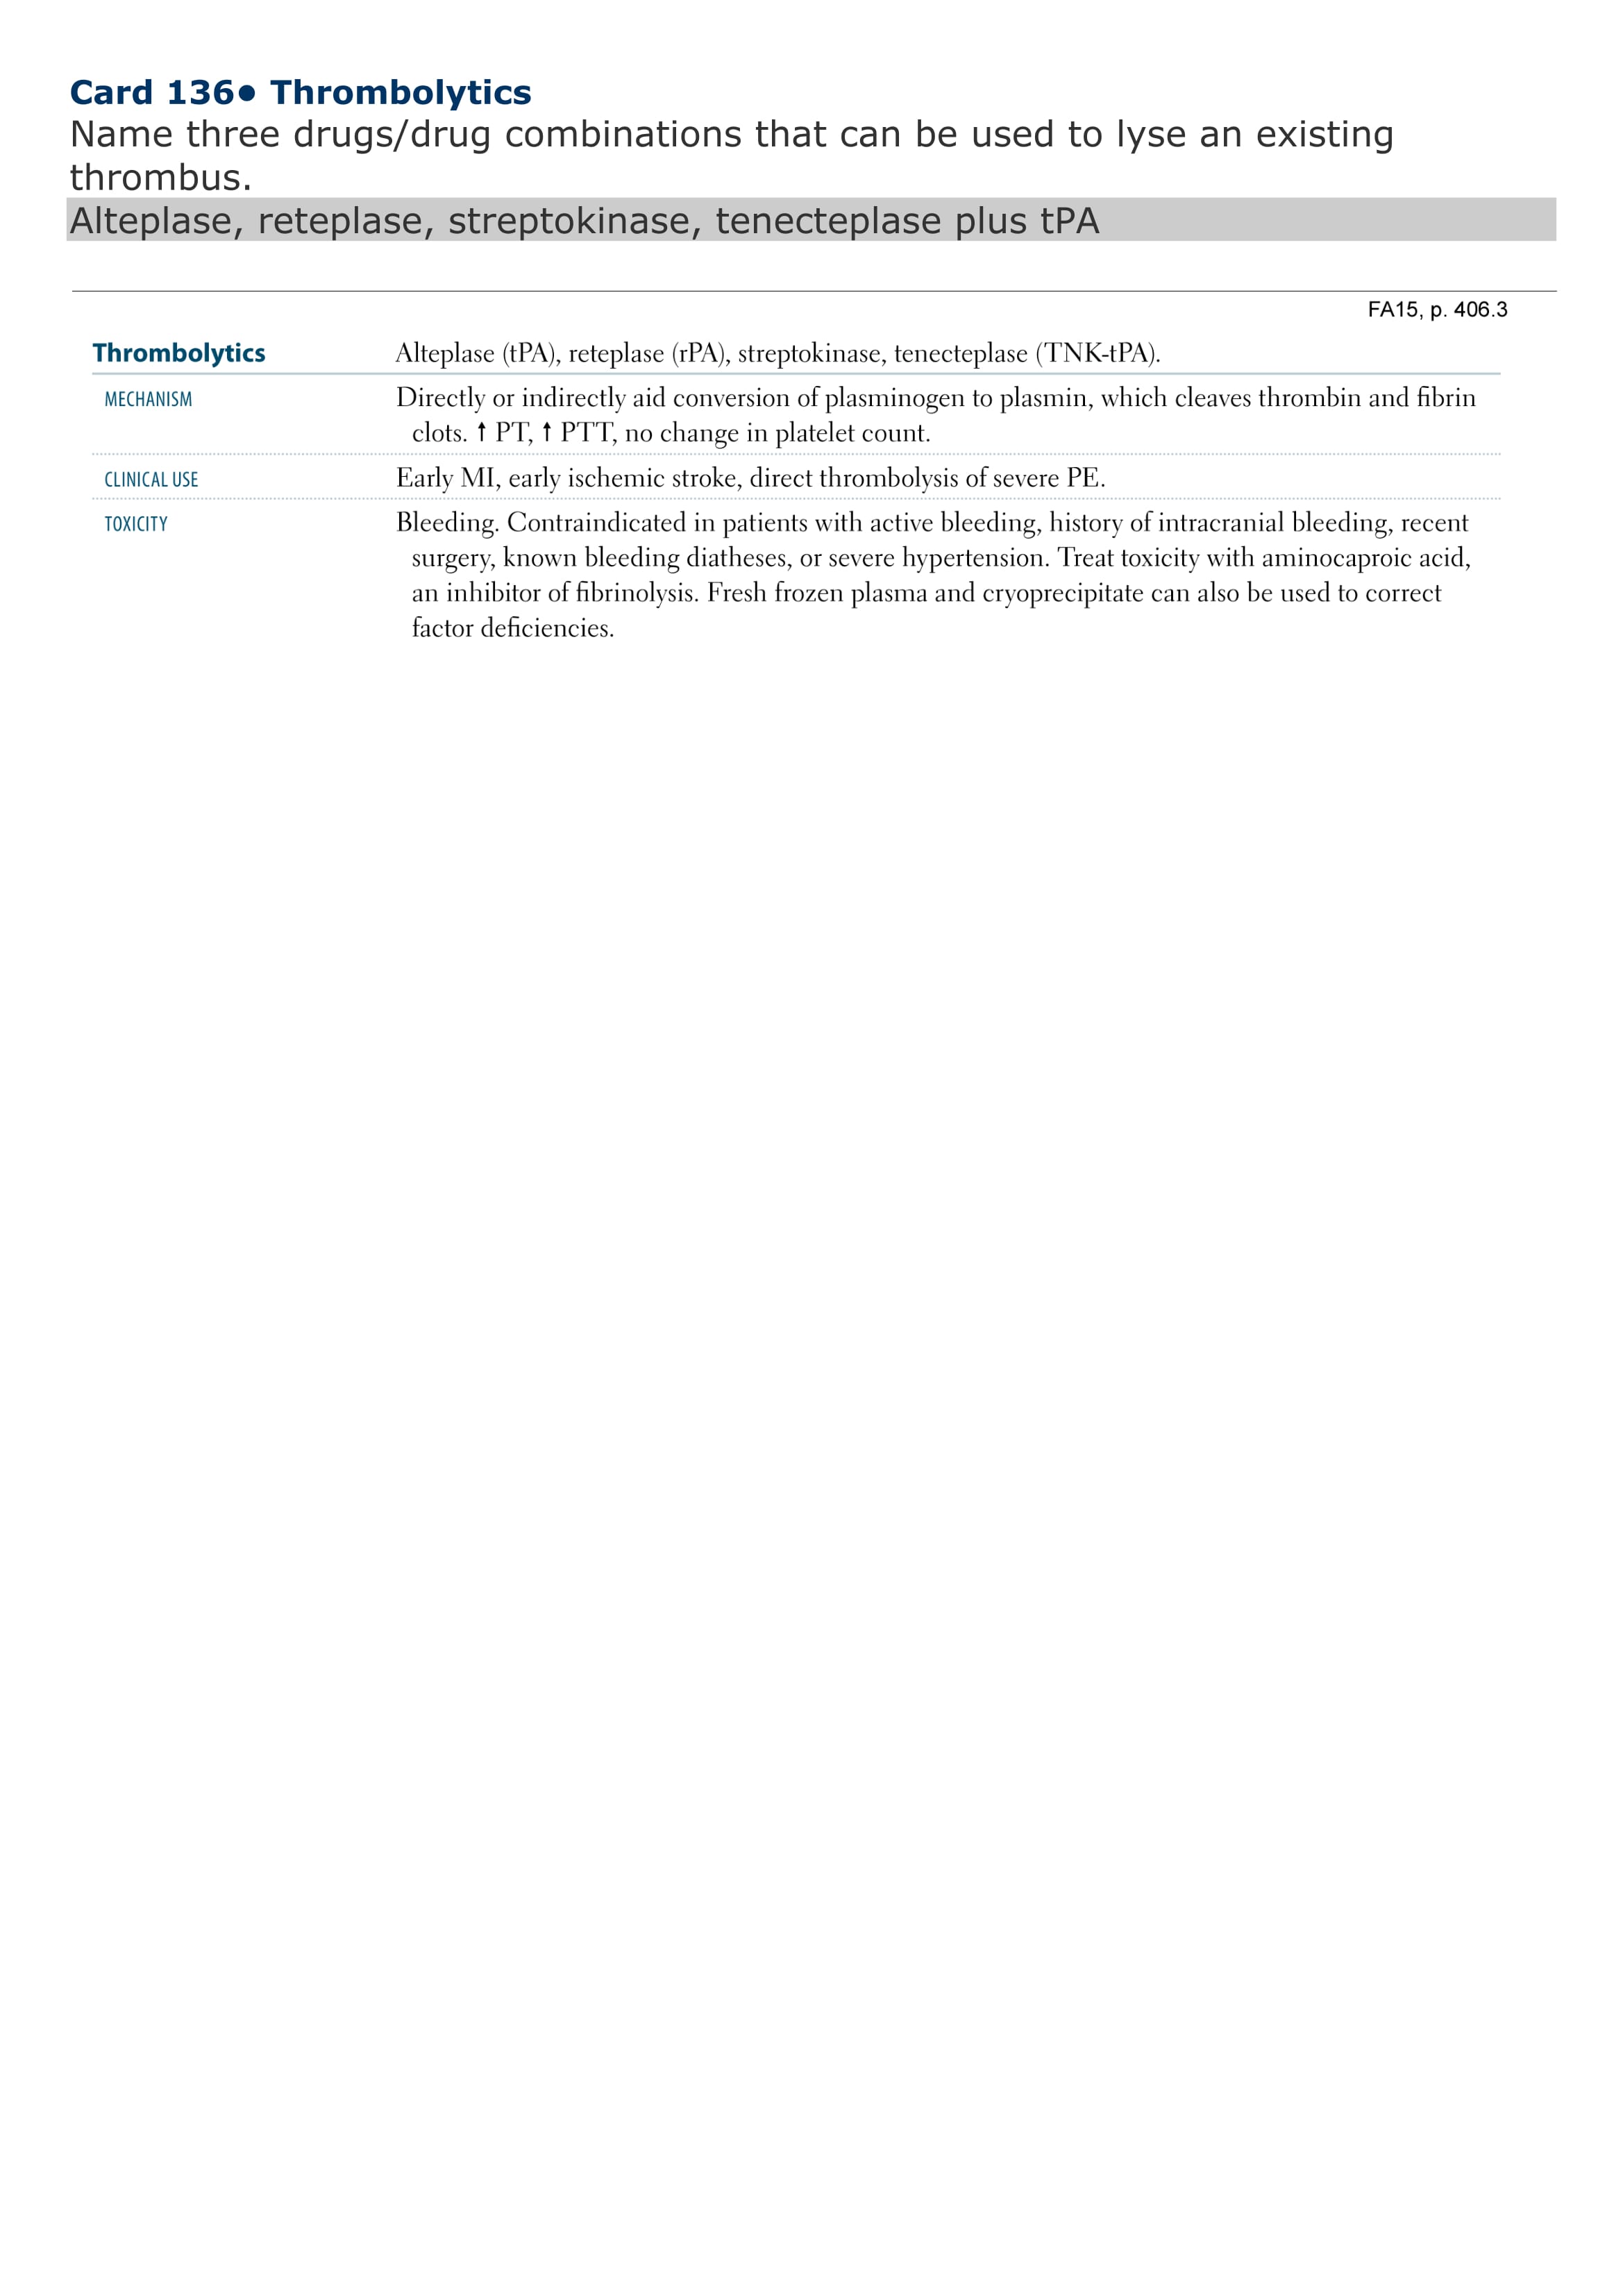 Card 136● Thrombolytics
Name three drugs/drug combinations that can be used to lyse an existing
thrombus.
Alteplase, reteplase, streptokinase, tenecteplase plus tPA
FA15, p. 406.3
Thrombolytics Alteplase (tPA), reteplase (rPA), streptokinase, tenecteplase (TNK-tPA).
MECHANISM Directly or indirectly aid conversion of plasminogen to plasmin, which cleaves thrombin and fibrin
clots. ↑ PT, ↑ PTT, no change in platelet count.
CLINICAL USE Early MI, early ischemic stroke, direct thrombolysis of severe PE.
TOXICITY Bleeding. Contraindicated in patients with active bleeding, history of intracranial bleeding, recent
surgery, known bleeding diatheses, or severe hypertension. Treat toxicity with aminocaproic acid,
an inhibitor of fibrinolysis. Fresh frozen plasma and cryoprecipitate can also be used to correct
factor deficiencies.